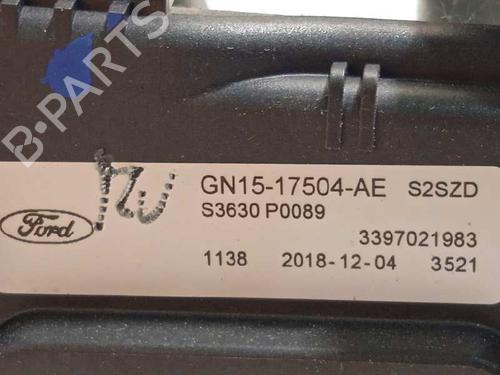 B-PARTS
GN15-17504-AE S2SZD
S3630 P0089
Ford
3397021983
1138 2018-12-04 3521